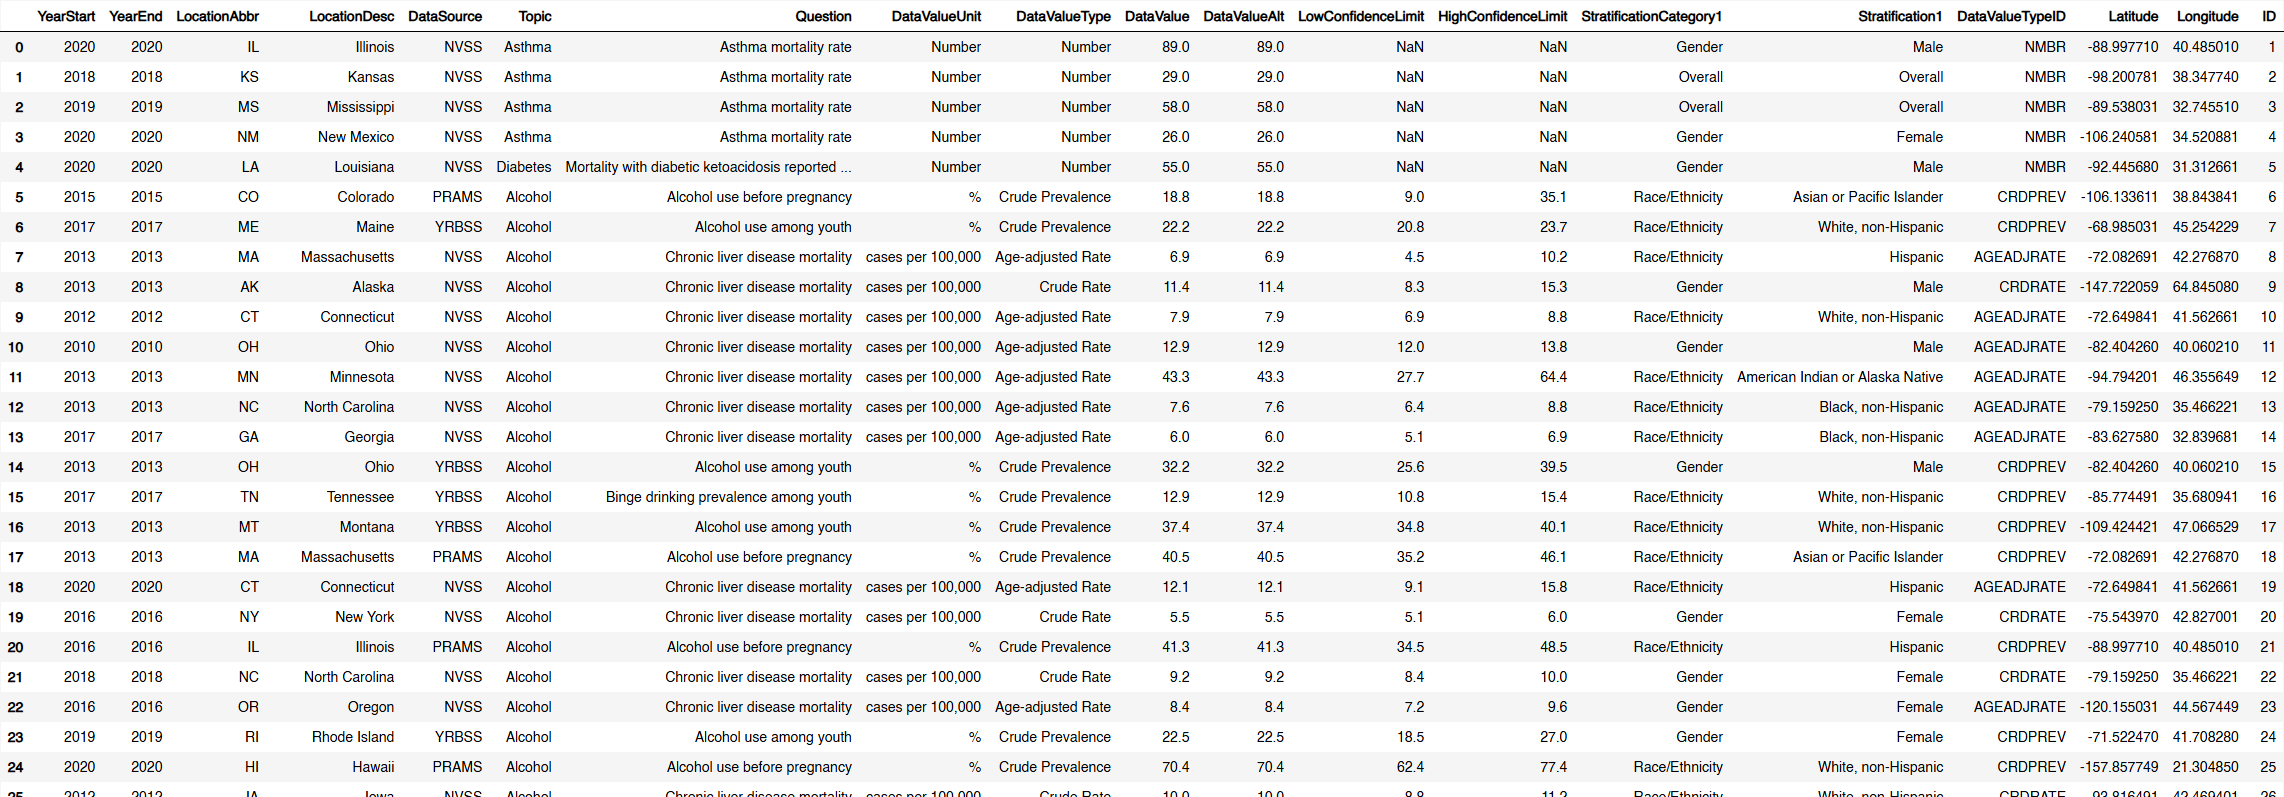 YearStart YearEnd LocationAbbr LocationDesc DataSource Topic Question DataValueUnit DataValueType DataValue DataValueAlt LowConfidenceLimit HighConfidenceLimit StratificationCategory1 Stratification1 DataValueTypeID Latitude Longitude ID
0 2020 2020 IL Illinois NVSS Asthma Asthma mortality rate Number Number 89.0 89.0 NaN NaN Gender Male NMBR -88.997710 40.485010 1
1 2018 2018 KS Kansas NVSS Asthma Asthma mortality rate Number Number 29.0 29.0 NaN NaN Overall Overall NMBR -98.200781 38.347740 2
2 2019 2019 MS Mississippi NVSS Asthma Asthma mortality rate Number Number 58.0 58.0 NaN NaN Overall Overall NMBR -89.538031 32.745510 3
3 2020 2020 NM New Mexico NVSS Asthma Asthma mortality rate Number Number 26.0 26.0 NaN NaN Gender Female NMBR -106.240581 34.520881 4
4 2020 2020 LA Louisiana NVSS Diabetes Mortality with diabetic ketoacidosis reported ... Number Number 55.0 55.0 NaN NaN Gender Male NMBR -92.445680 31.312661 5
5 2015 2015 CO Colorado PRAMS Alcohol Alcohol use before pregnancy % Crude Prevalence 18.8 18.8 9.0 35.1 Race/Ethnicity Asian or Pacific Islander CRDPREV -106.133611 38.843841 6
6 2017 2017 ME Maine YRBSS Alcohol Alcohol use among youth % Crude Prevalence 22.2 22.2 20.8 23.7 Race/Ethnicity White, non-Hispanic CRDPREV -68.985031 45.254229 7
7 2013 2013 MA Massachusetts NVSS Alcohol Chronic liver disease mortality cases per 100,000 Age-adjusted Rate 6.9 6.9 4.5 10.2 Race/Ethnicity Hispanic AGEADJRATE -72.082691 42.276870 8
8 2013 2013 AK Alaska NVSS Alcohol Chronic liver disease mortality cases per 100,000 Crude Rate 11.4 11.4 8.3 15.3 Gender Male CRDRATE -147.722059 64.845080 9
9 2012 2012 CT Connecticut NVSS Alcohol Chronic liver disease mortality cases per 100,000 Age-adjusted Rate 7.9 7.9 6.9 8.8 Race/Ethnicity White, non-Hispanic AGEADJRATE -72.649841 41.562661 10
10 2010 2010 OH Ohio NVSS Alcohol Chronic liver disease mortality cases per 100,000 Age-adjusted Rate 12.9 12.9 12.0 13.8 Gender Male AGEADJRATE -82.404260 40.060210 11
11 2013 2013 MN Minnesota NVSS Alcohol Chronic liver disease mortality cases per 100,000 Age-adjusted Rate 43.3 43.3 27.7 64.4 Race/Ethnicity American Indian or Alaska Native AGEADJRATE -94.794201 46.355649 12
12 2013 2013 NC North Carolina NVSS Alcohol Chronic liver disease mortality cases per 100,000 Age-adjusted Rate 7.6 7.6 6.4 8.8 Race/Ethnicity Black, non-Hispanic AGEADJRATE -79.159250 35.466221 13
13 2017 2017 GA Georgia NVSS Alcohol Chronic liver disease mortality cases per 100,000 Age-adjusted Rate 6.0 6.0 5.1 6.9 Race/Ethnicity Black, non-Hispanic AGEADJRATE -83.627580 32.839681 14
14 2013 2013 OH Ohio YRBSS Alcohol Alcohol use among youth % Crude Prevalence 32.2 32.2 25.6 39.5 Gender Male CRDPREV -82.404260 40.060210 15
15 2017 2017 TN Tennessee YRBSS Alcohol Binge drinking prevalence among youth % Crude Prevalence 12.9 12.9 10.8 15.4 Race/Ethnicity White, non-Hispanic CRDPREV -85.774491 35.680941 16
16 2013 2013 MT Montana YRBSS Alcohol Alcohol use among youth % Crude Prevalence 37.4 37.4 34.8 40.1 Race/Ethnicity White, non-Hispanic CRDPREV -109.424421 47.066529 17
17 2013 2013 MA Massachusetts PRAMS Alcohol Alcohol use before pregnancy % Crude Prevalence 40.5 40.5 35.2 46.1 Race/Ethnicity Asian or Pacific Islander CRDPREV -72.082691 42.276870 18
18 2020 2020 CT Connecticut NVSS Alcohol Chronic liver disease mortality cases per 100,000 Age-adjusted Rate 12.1 12.1 9.1 15.8 Race/Ethnicity Hispanic AGEADJRATE -72.649841 41.562661 19
19 2016 2016 NY New York NVSS Alcohol Chronic liver disease mortality cases per 100,000 Crude Rate 5.5 5.5 5.1 6.0 Gender Female CRDRATE -75.543970 42.827001 20
20 2016 2016 IL Illinois PRAMS Alcohol Alcohol use before pregnancy % Crude Prevalence 41.3 41.3 34.5 48.5 Race/Ethnicity Hispanic CRDPREV -88.997710 40.485010 21
21 2018 2018 NC North Carolina NVSS Alcohol Chronic liver disease mortality cases per 100,000 Crude Rate 9.2 9.2 8.4 10.0 Gender Female CRDRATE -79.159250 35.466221 22
22 2016 2016 OR Oregon NVSS Alcohol Chronic liver disease mortality cases per 100,000 Age-adjusted Rate 8.4 8.4 7.2 9.6 Gender Female AGEADJRATE -120.155031 44.567449 23
23 2019 2019 RI Rhode Island YRBSS Alcohol Alcohol use among youth % Crude Prevalence 22.5 22.5 18.5 27.0 Gender Female CRDPREV -71.522470 41.708280 24
24 2020 2020 HI Hawaii PRAMS Alcohol Alcohol use before pregnancy % Crude Prevalence 70.4 70.4 62.4 77.4 Race/Ethnicity White, non-Hispanic CRDPREV -157.857749 21.304850 25